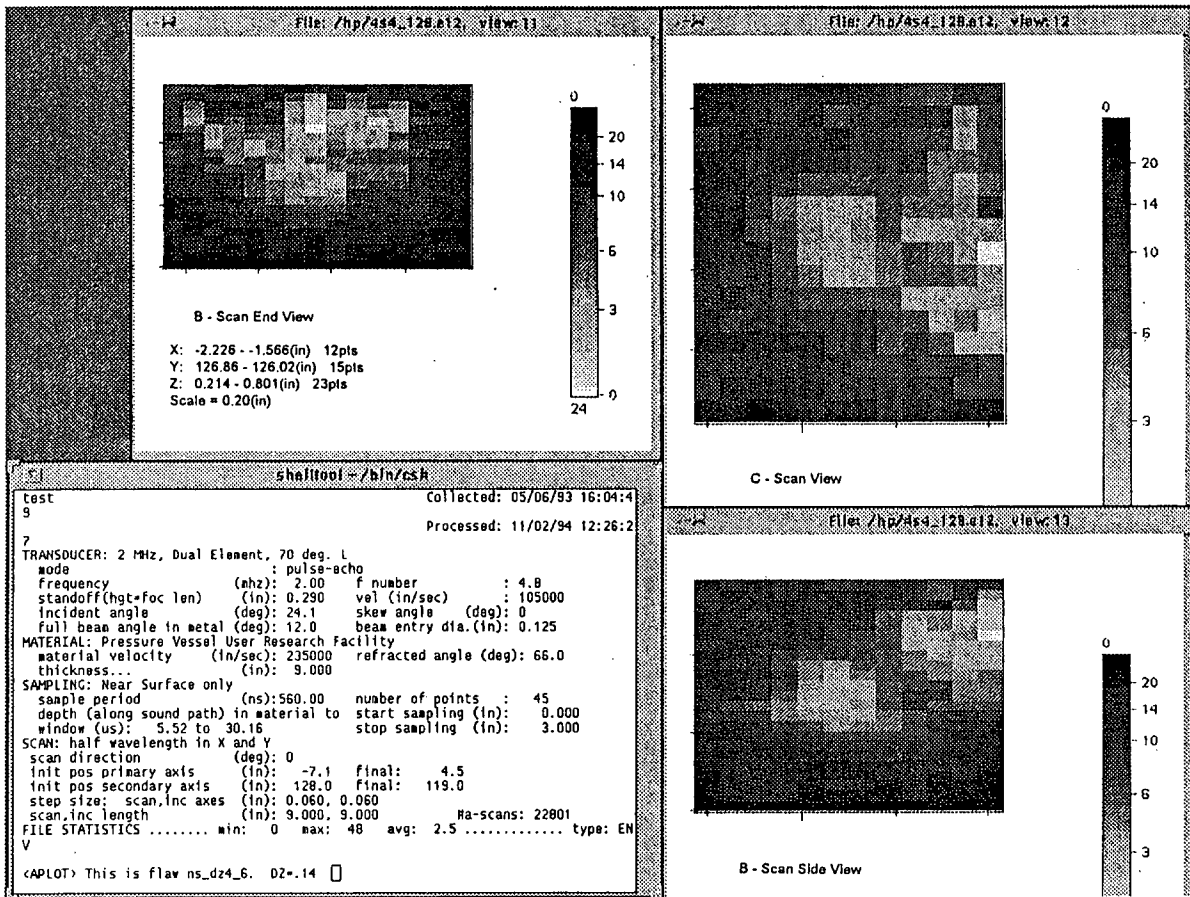 File: /hp/4s4_128.e12, view:11
0
20
14
10
6
3
0
24
B - Scan End View
X: -2.226 - -1.566(in) 12pts
Y: 126.86 - 126.02(in) 15pts
Z: 0.214 - 0.801(in) 23pts
Scale = 0.20(in)
File: /hp/4s4_128.e12, view:12
0
20
14
10
6
3
C - Scan View
shelltool - /bin/csh
test Collected: 05/06/93 16:04:4
9
Processed: 11/02/94 12:26:2
7
TRANSDUCER: 2 MHz, Dual Element, 70 deg. L
mode : pulse-echo
frequency (mhz): 2.00 f number : 4.8
standoff(hgt+foc len) (in): 0.290 vel (in/sec) : 105000
incident angle (deg): 24.1 skew angle (deg): 0
full beam angle in metal (deg): 12.0 beam entry dia.(in): 0.125
MATERIAL: Pressure Vessel User Research Facility
material velocity (in/sec): 235000 refracted angle (deg): 66.0
thickness... (in): 9.000
SAMPLING: Near Surface only
sample period (ns):560.00 number of points : 45
depth (along sound path) in material to start sampling (in): 0.000
window (us): 5.52 to 30.16 stop sampling (in): 3.000
SCAN: half wavelength in X and Y
scan direction (deg): 0
init pos primary axis (in): -7.1 final: 4.5
init pos secondary axis (in): 128.0 final: 119.0
step size: scan,inc axes (in): 0.060, 0.060
scan,inc length (in): 9.000, 9.000 #a-scans: 22801
FILE STATISTICS ........ min: 0 max: 48 avg: 2.5 ............. type: EN
V
<APLOT> This is flaw ns_dz4_6. DZ=.14
File: /hp/4s4_128.e12, view:13
0
20
14
10
6
3
B - Scan Side View